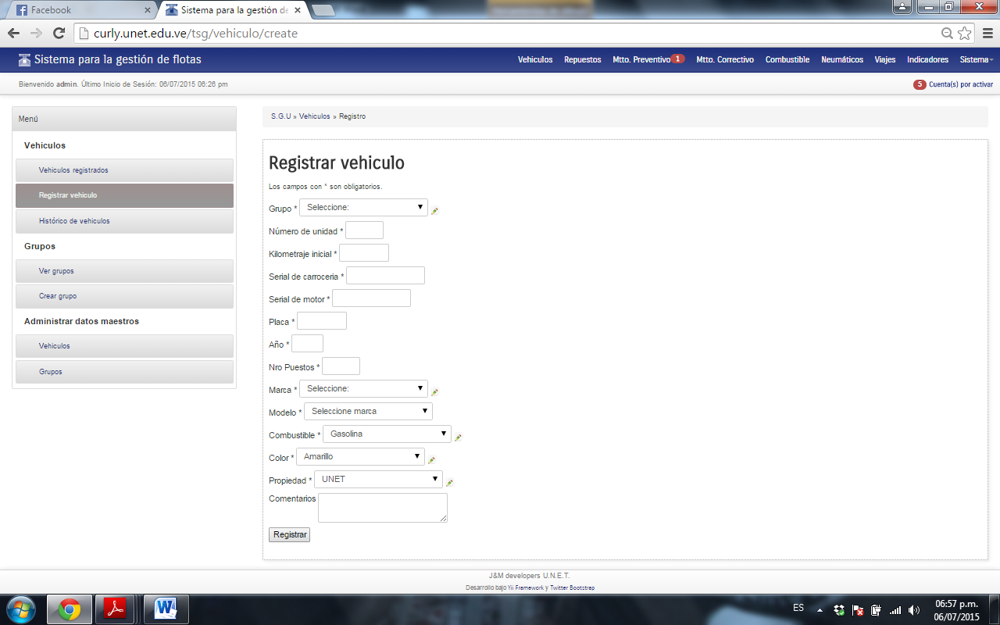 Facebook
Sistema para la gestión de
curly.unet.edu.ve/tsg/vehiculo/create
Sistema para la gestión de flotas
Vehiculos Repuestos Mtto. Preventivo 1 Mtto. Correctivo Combustible Neumáticos Viajes Indicadores Sistema
Bienvenido admin. Último Inicio de Sesión: 06/07/2015 06:26 pm
5 Cuenta(s) por activar
Menú
Vehiculos
Vehiculos registrados
Registrar vehiculo
Histórico de vehiculos
Grupos
Ver grupos
Crear grupo
Administrar datos maestros
Vehiculos
Grupos
S.G.U » Vehiculos » Registro
Registrar vehiculo
Los campos con * son obligatorios.
Grupo * Seleccione:
Número de unidad *
Kilometraje inicial *
Serial de carroceria *
Serial de motor *
Placa *
Año *
Nro Puestos *
Marca * Seleccione:
Modelo * Seleccione marca
Combustible * Gasolina
Color * Amarillo
Propiedad * UNET
Comentarios
Registrar
J&M developers U.N.E.T.
Desarrollo bajo Yii Framework y Twitter Bootstrap
ES
06:57 p.m.
06/07/2015